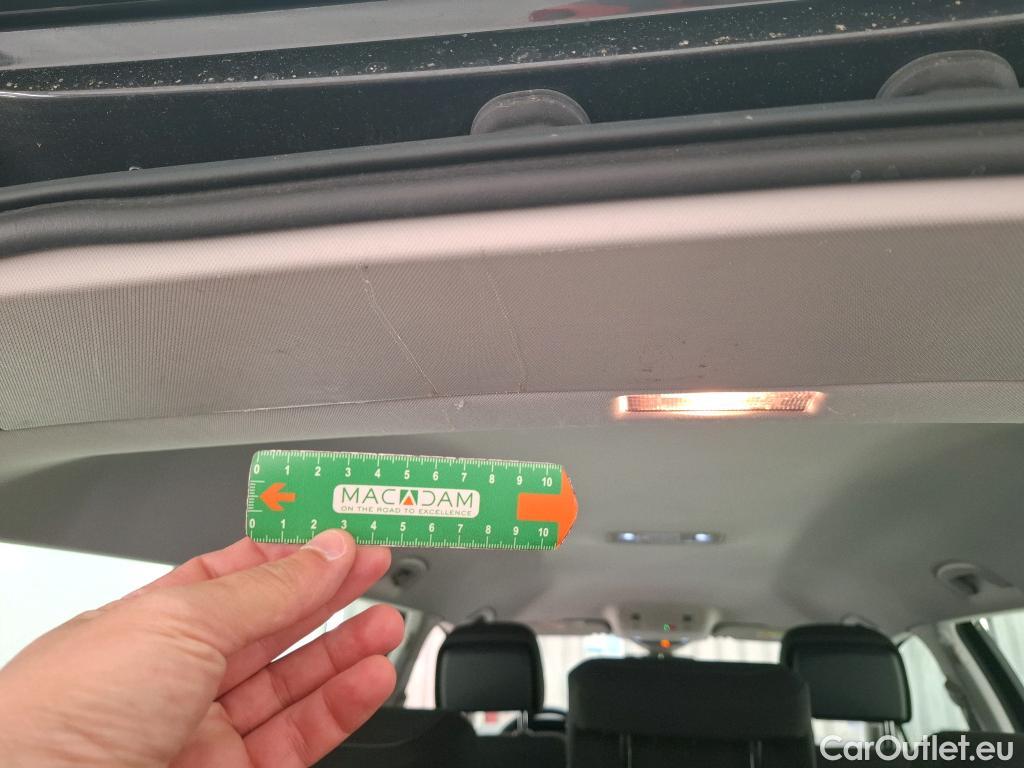 0 1 2 3 4 5 6 7 8 9 10
MACADAM
ON THE ROAD TO EXCELLENCE
0 1 2 3 4 5 6 7 8 9 10
CarOutlet.eu